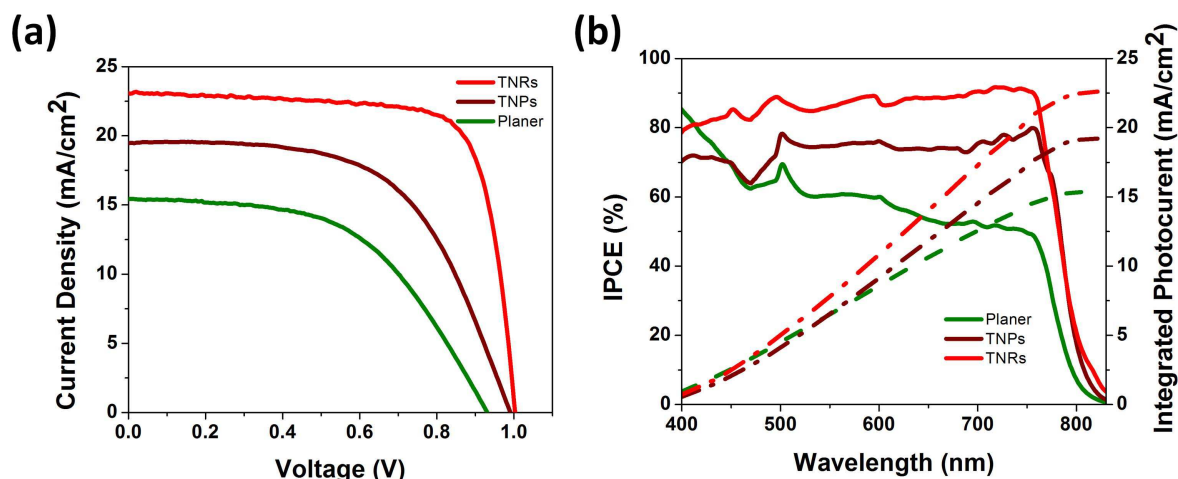 (a)
Current Density (mA/cm2)
25
20
15
10
5
0
0.0
0.2
0.4
0.6
0.8
1.0
Voltage (V)
TNRs
TNPs
Planer
(b)
IPCE (%)
100
80
60
40
20
0
400
500
600
700
800
Wavelength (nm)
Planer
TNPs
TNRs
25
20
15
10
5
0
Integrated Photocurent (mA/cm2)